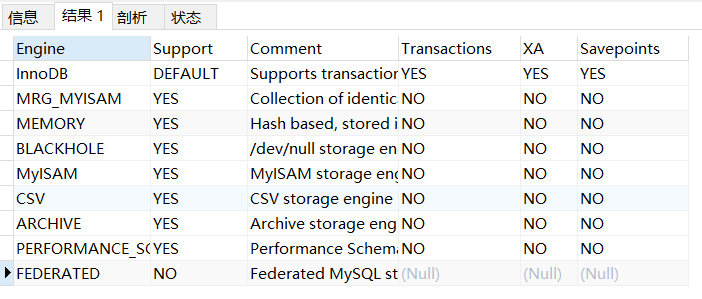 信息 结果 1 剖析 状态
Engine Support Comment Transactions XA Savepoints
InnoDB DEFAULT Supports transaction YES YES YES
MRG_MYISAM YES Collection of identica NO NO NO
MEMORY YES Hash based, stored i NO NO NO
BLACKHOLE YES /dev/null storage en NO NO NO
MyISAM YES MyISAM storage eng NO NO NO
CSV YES CSV storage engine NO NO NO
ARCHIVE YES Archive storage eng NO NO NO
PERFORMANCE_SC YES Performance Schema NO NO NO
FEDERATED NO Federated MySQL st (Null) (Null) (Null)